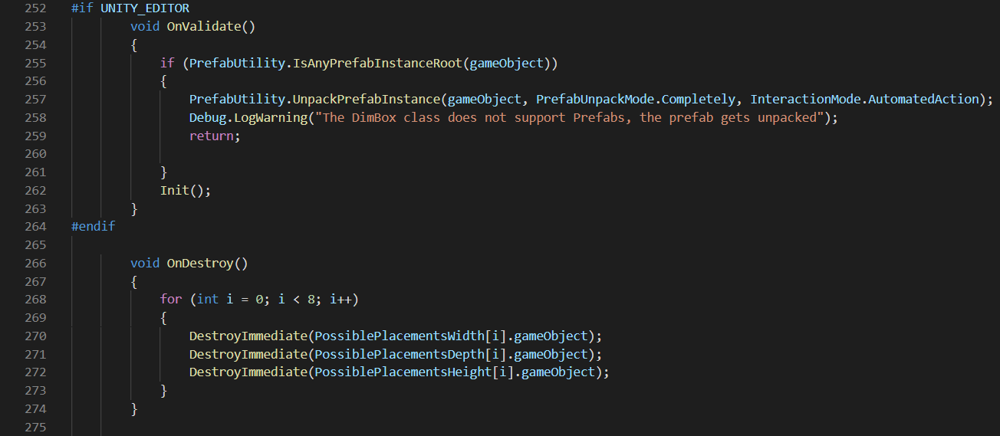 252 #if UNITY_EDITOR
253 void OnValidate()
254 {
255 if (PrefabUtility.IsAnyPrefabInstanceRoot(gameObject))
256 {
257 PrefabUtility.UnpackPrefabInstance(gameObject, PrefabUnpackMode.Completely, InteractionMode.AutomatedAction);
258 Debug.LogWarning("The DimBox class does not support Prefabs, the prefab gets unpacked");
259 return;
260
261 }
262 Init();
263 }
264 #endif
265
266 void OnDestroy()
267 {
268 for (int i = 0; i < 8; i++)
269 {
270 DestroyImmediate(PossiblePlacementsWidth[i].gameObject);
271 DestroyImmediate(PossiblePlacementsDepth[i].gameObject);
272 DestroyImmediate(PossiblePlacementsHeight[i].gameObject);
273 }
274 }
275